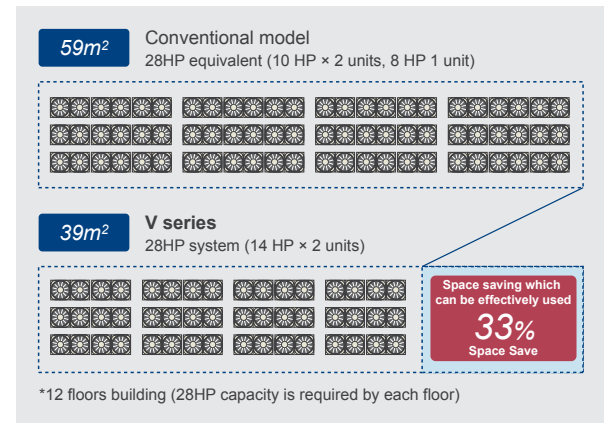 59m²
Conventional model
28HP equivalent (10 HP × 2 units, 8 HP 1 unit)
39m²
V series
28HP system (14 HP × 2 units)
Space saving which
can be effectively used
33%
Space Save
*12 floors building (28HP capacity is required by each floor)